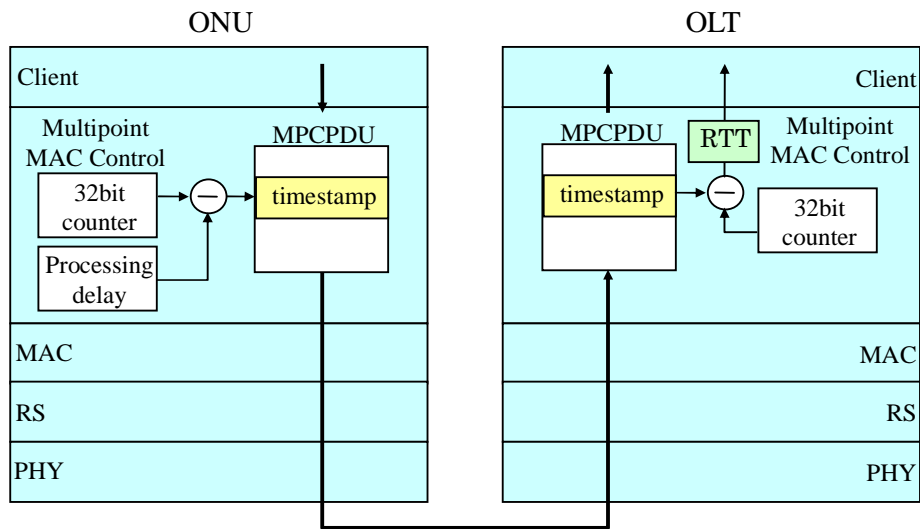 ONU
Client
Multipoint
MAC Control
MPCPDU
32bit
counter
timestamp
Processing
delay
MAC
RS
PHY
OLT
Client
MPCPDU
RTT
Multipoint
MAC Control
timestamp
32bit
counter
MAC
RS
PHY